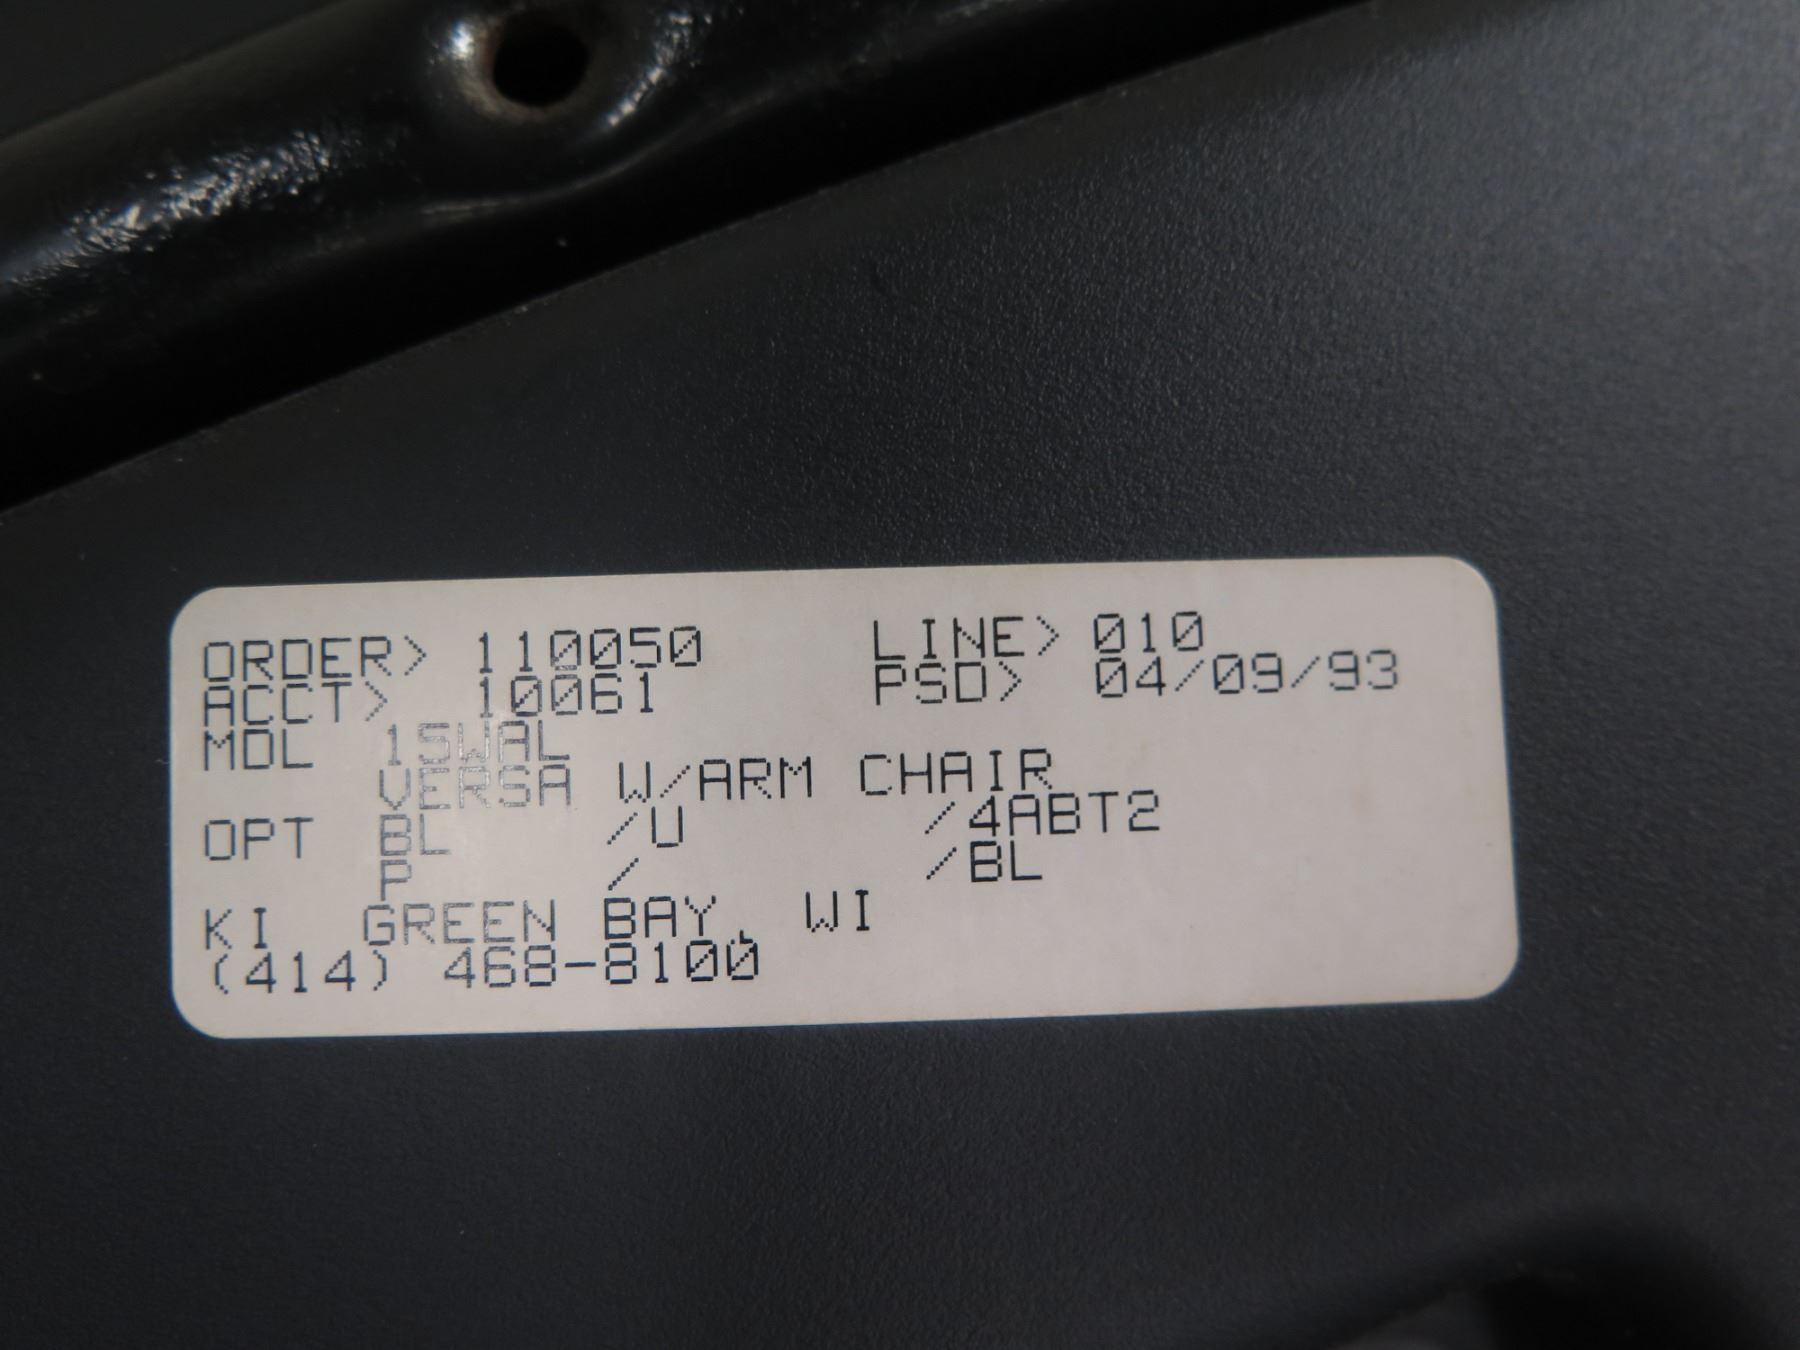 ORDER> 110050 LINE> 010
ACCT> 10061 PSD> 04/09/93
MDL 1SWAL
VERSA W/ARM CHAIR
OPT BL /U /4ABT2
P / /BL
KI GREEN BAY, WI
(414) 468-8100